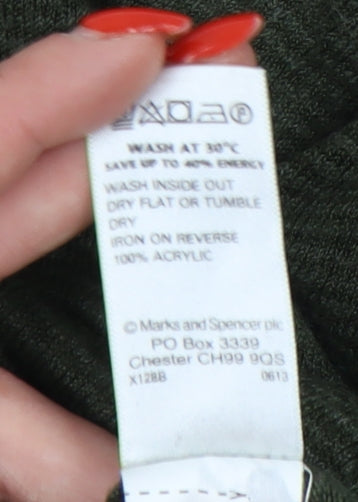 WASH AT 30°C
SAVE UP TO 40% ENERGY
WASH INSIDE OUT
DRY FLAT OR TUMBLE
DRY
IRON ON REVERSE
100% ACRYLIC
© Marks and Spencer plc
PO Box 3339
Chester CH99 9QS
X128B 0613